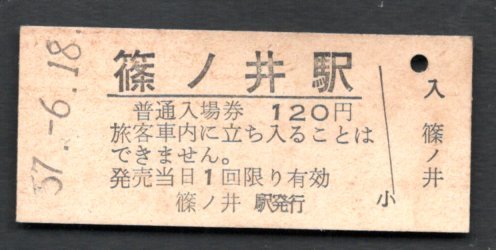 57.-6.18.
篠ノ井駅
普通入場券 120円
旅客車内に立ち入ることは
できません。
発売当日1回限り有効
篠ノ井 駅発行
小
入 篠ノ井